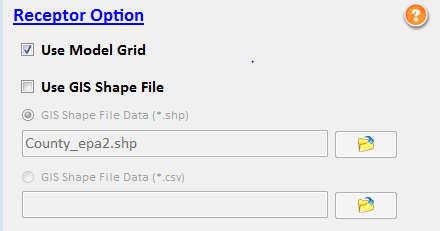 Receptor Option
?
Use Model Grid
Use GIS Shape File
GIS Shape File Data (*.shp)
County_epa2.shp
GIS Shape File Data (*.csv)